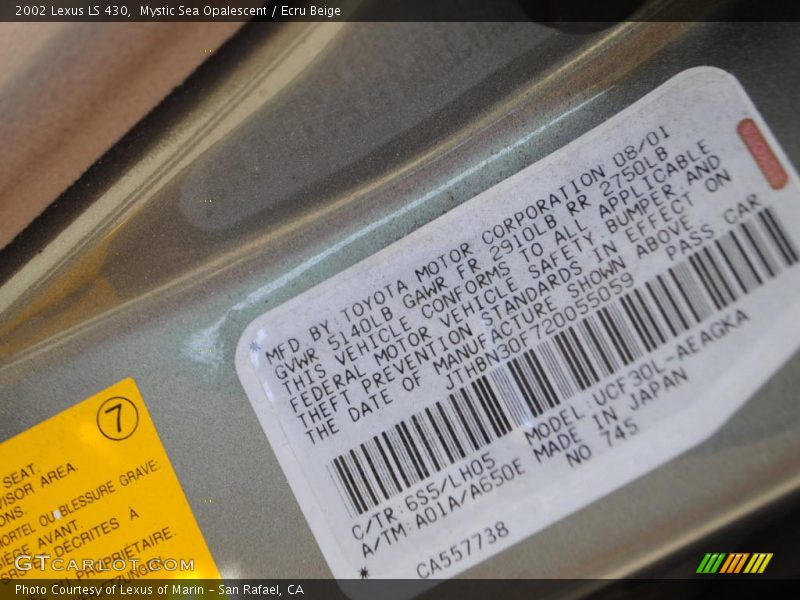 2002 Lexus LS 430, Mystic Sea Opalescent / Ecru Beige
MFD BY: TOYOTA MOTOR CORPORATION 08/01
GVWR 5140LB GAWR FR 2910LB RR 2750LB
THIS VEHICLE CONFORMS TO ALL APPLICABLE
FEDERAL MOTOR VEHICLE SAFETY, BUMPER, AND
THEFT PREVENTION STANDARDS IN EFFECT ON
THE DATE OF MANUFACTURE SHOWN ABOVE.
JTHBN30F720055059 PASS CAR
C/TR: 6S5/LH05 MODEL: UCF30L-AEAGKA
A/TM: A01A/A650E MADE IN JAPAN
NO 745
CA557738
7
SEAT.
VISOR AREA.
ONS.
MORTEL OU BLESSURE GRAVE.
SIÈGE AVANT.
DÉCRITES À
PROPRIÉTAIRE.
GTCARLOT.COM
Photo Courtesy of Lexus of Marin – San Rafael, CA